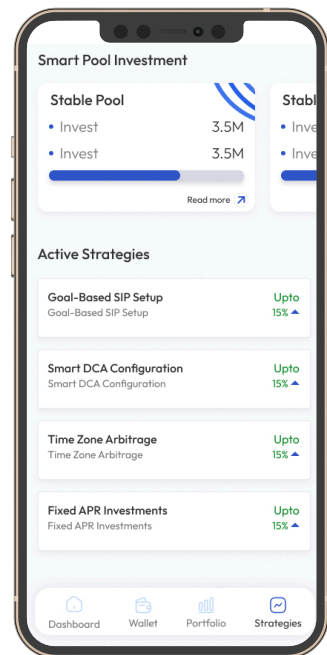 Smart Pool Investment
Stable Pool
• Invest 3.5M
• Invest 3.5M
Read more
Stabl
• Inve
• Inve
Active Strategies
Goal-Based SIP Setup Upto
Goal-Based SIP Setup 15%
Smart DCA Configuration Upto
Smart DCA Configuration 15%
Time Zone Arbitrage Upto
Time Zone Arbitrage 15%
Fixed APR Investments Upto
Fixed APR Investments 15%
Dashboard Wallet Portfolio Strategies